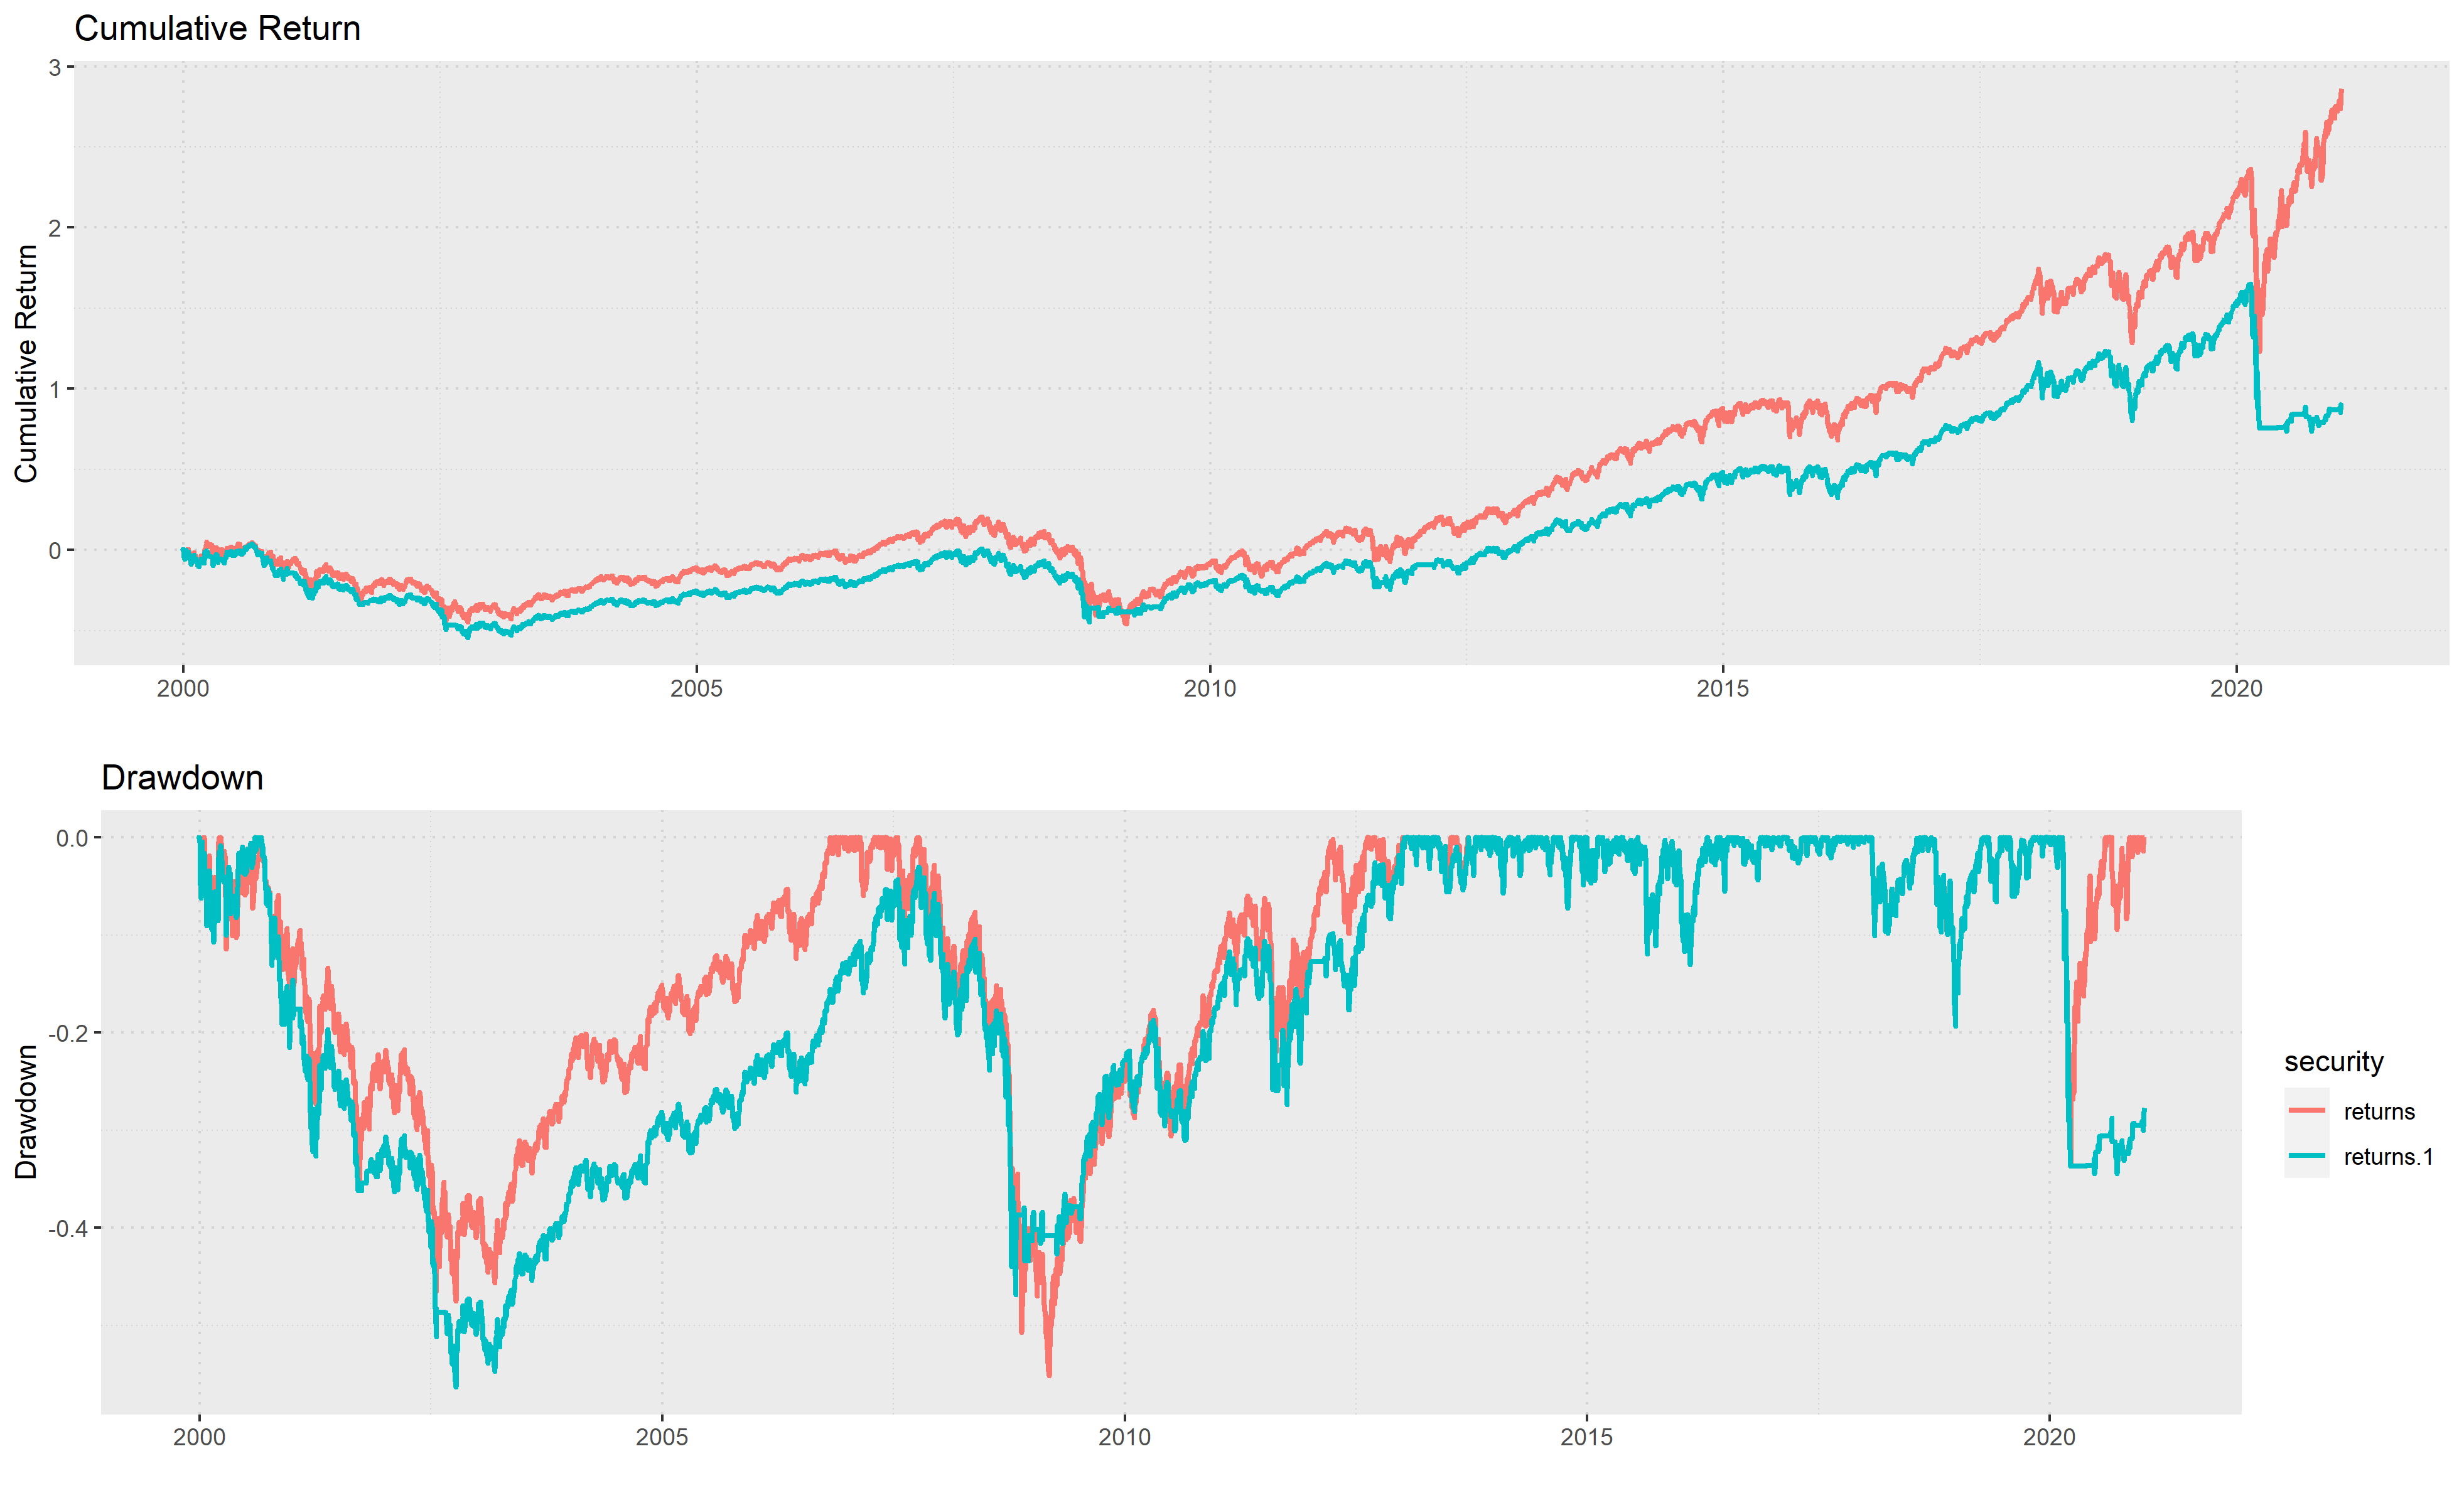 Cumulative Return
Cumulative Return
3
2
1
0
2000 2005 2010 2015 2020
Drawdown
Drawdown
0.0
-0.2
-0.4
2000 2005 2010 2015 2020
security
returns
returns.1